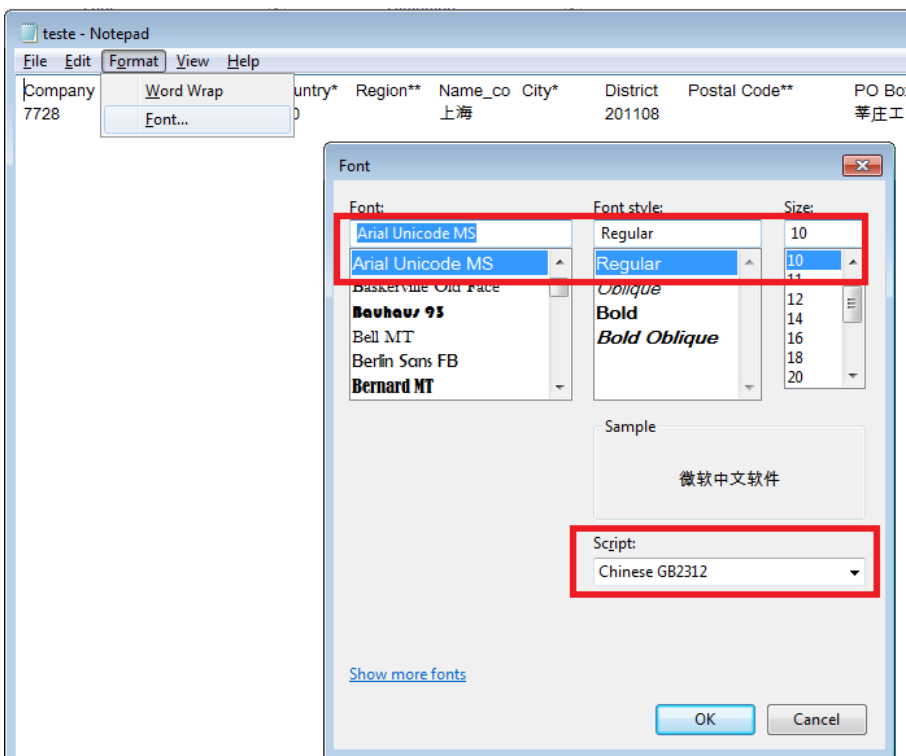 teste - Notepad
File Edit Format View Help
Company untry* Region** Name_co City* District Postal Code** PO Bo
Word Wrap
7728 上海 201108 莘庄工
Font...
Font
Font: Font style: Size:
Arial Unicode MS Regular 10
Arial Unicode MS Regular 10
Baskerville Old Face Oblique 11
Bauhaus 93 Bold 12
Bell MT Bold Oblique 14
Berlin Sans FB 16
Bernard MT 18
20
Sample
微软中文软件
Script:
Chinese GB2312
Show more fonts
OK Cancel